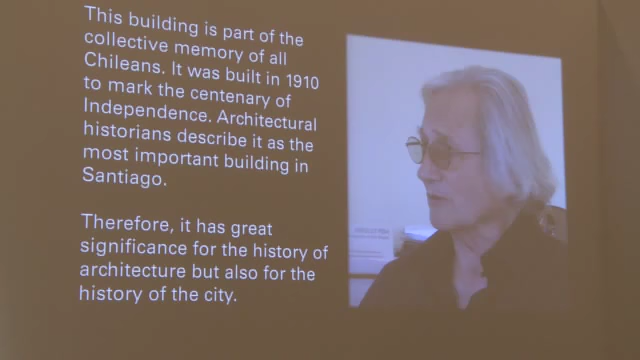 This building is part of the
collective memory of all
Chileans. It was built in 1910
to mark the centenary of
Independence. Architectural
historians describe it as the
most important building in
Santiago.
Therefore, it has great
significance for the history of
architecture but also for the
history of the city.